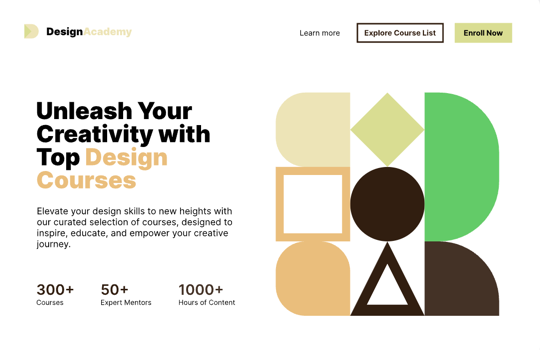 DesignAcademy
Learn more
Explore Course List
Enroll Now
Unleash Your
Creativity with
Top Design
Courses
Elevate your design skills to new heights with
our curated selection of courses, designed to
inspire, educate, and empower your creative
journey.
300+ 50+ 1000+
Courses Expert Mentors Hours of Content